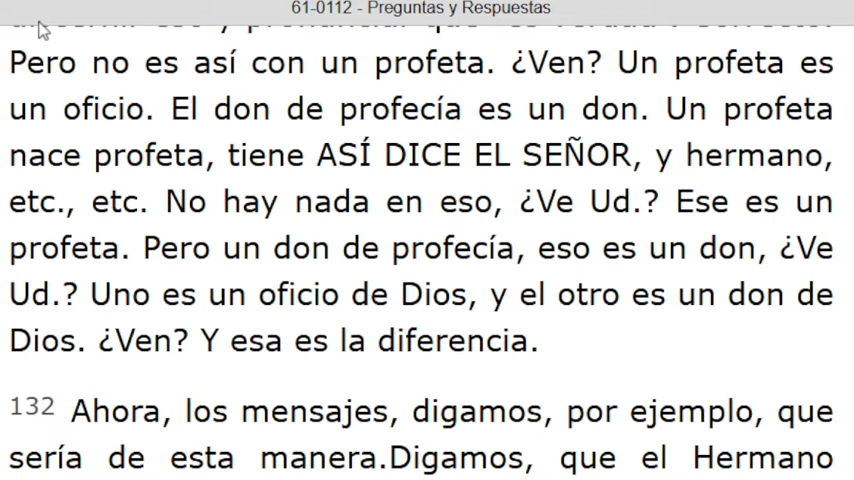 61-0112 - Preguntas y Respuestas
Pero no es así con un profeta. ¿Ven? Un profeta es
un oficio. El don de profecía es un don. Un profeta
nace profeta, tiene ASÍ DICE EL SEÑOR, y hermano,
etc., etc. No hay nada en eso, ¿Ve Ud.? Ese es un
profeta. Pero un don de profecía, eso es un don, ¿Ve
Ud.? Uno es un oficio de Dios, y el otro es un don de
Dios. ¿Ven? Y esa es la diferencia.
132 Ahora, los mensajes, digamos, por ejemplo, que
sería de esta manera.Digamos, que el Hermano